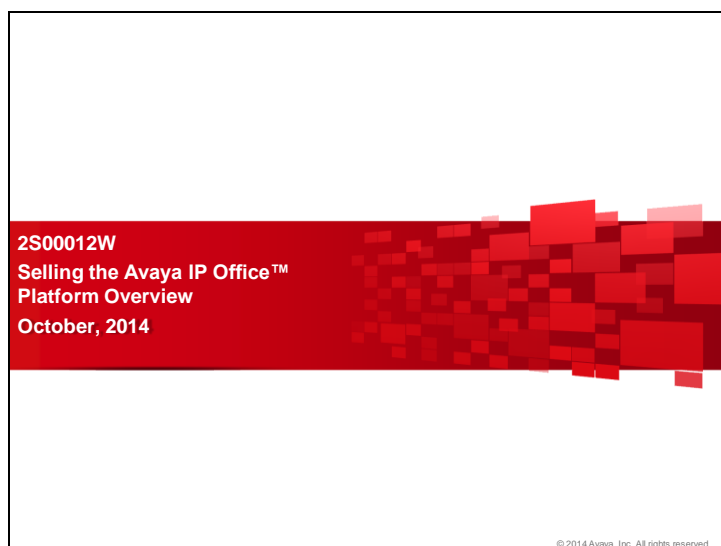 2S00012W
Selling the Avaya IP Office™
Platform Overview
October, 2014
© 2014 Avaya, Inc. All rights reserved